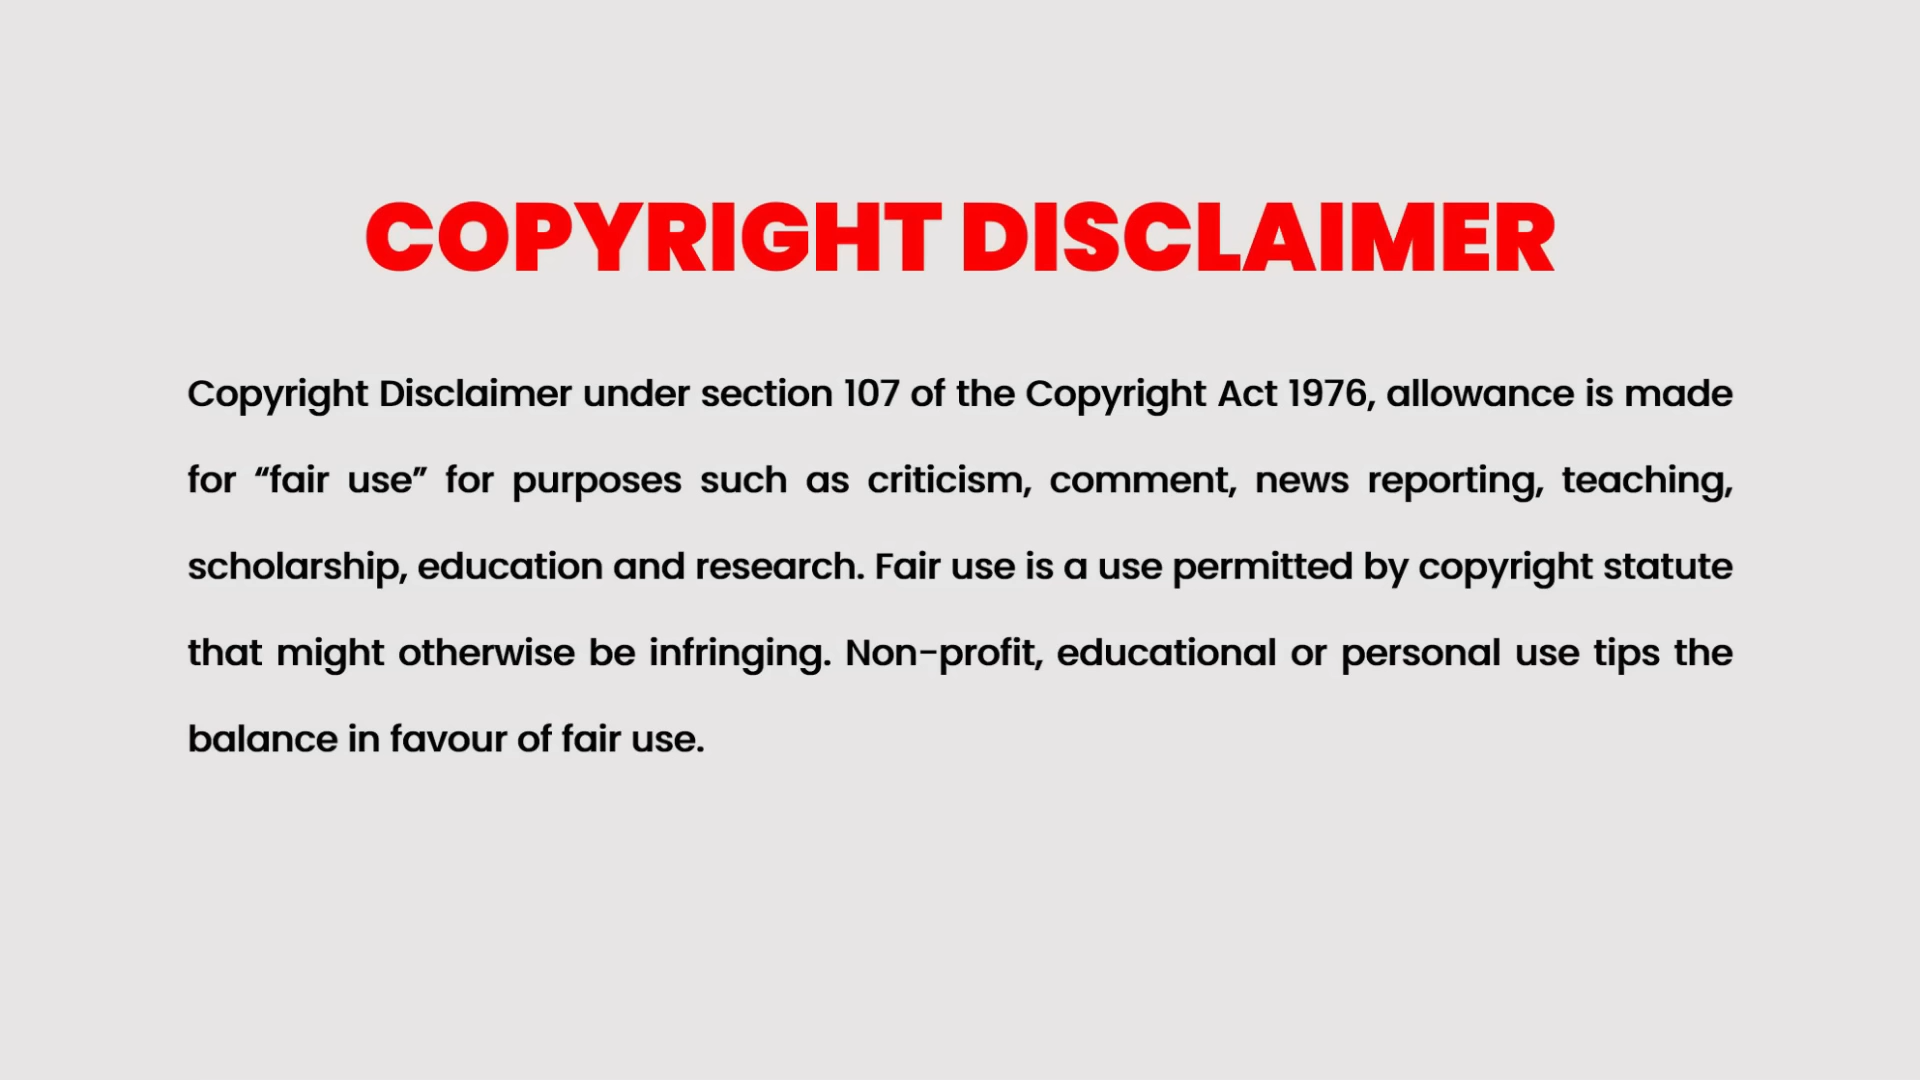 COPYRIGHT DISCLAIMER
Copyright Disclaimer under section 107 of the Copyright Act 1976, allowance is made
for “fair use” for purposes such as criticism, comment, news reporting, teaching,
scholarship, education and research. Fair use is a use permitted by copyright statute
that might otherwise be infringing. Non-profit, educational or personal use tips the
balance in favour of fair use.